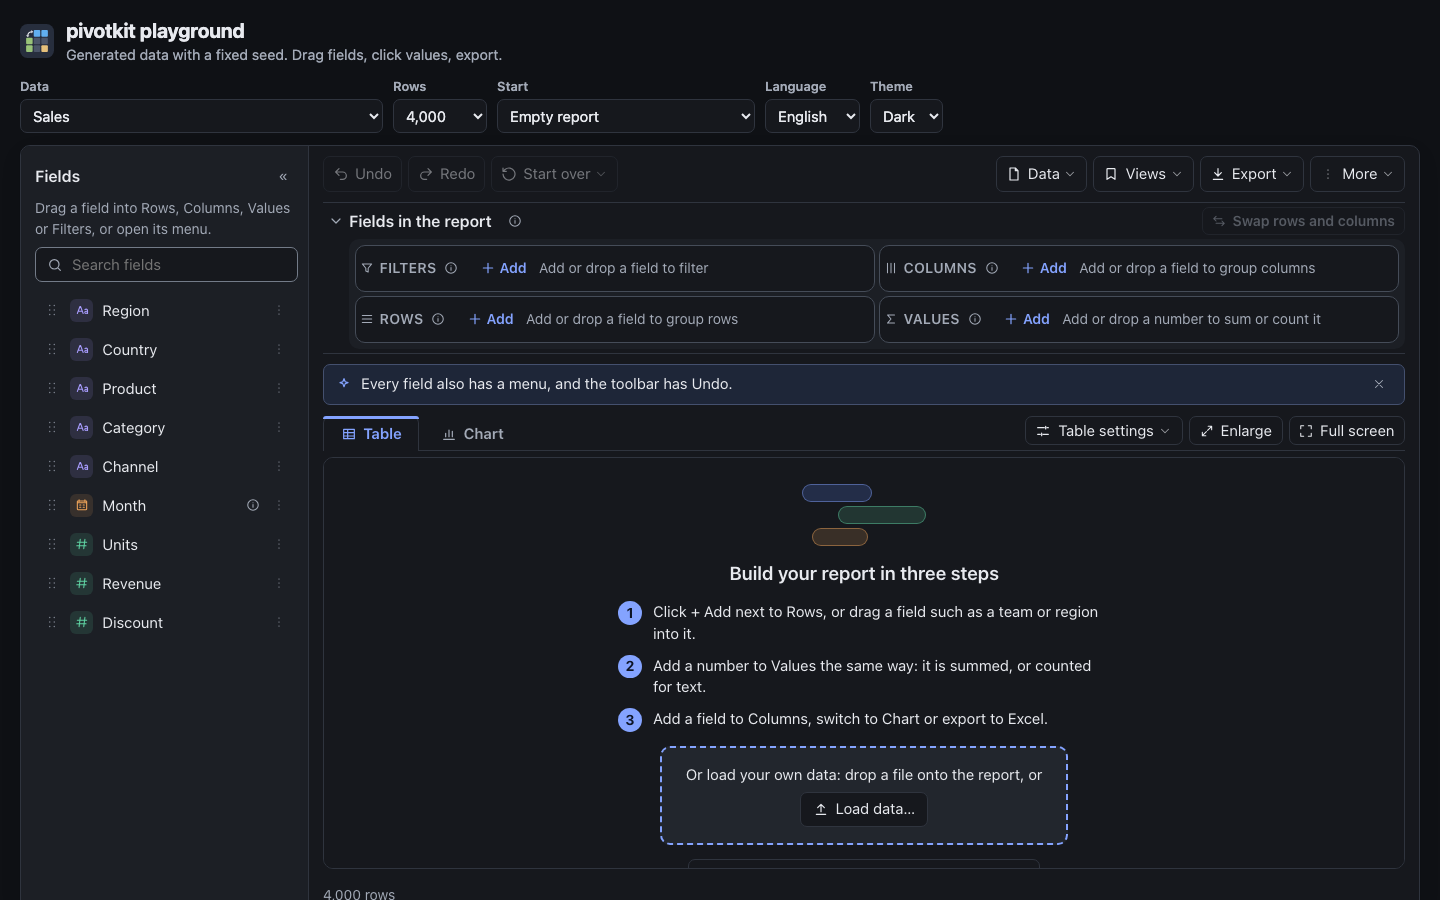 pivotkit playground
Generated data with a fixed seed. Drag fields, click values, export.
Data
Rows
Start
Language
Theme
Sales
4,000
Empty report
English
Dark
Fields
«
Drag a field into Rows, Columns, Values
or Filters, or open its menu.
Search fields
Aa Region
Aa Country
Aa Product
Aa Category
Aa Channel
Month
# Units
# Revenue
# Discount
Undo
Redo
Start over
Data
Views
Export
More
Fields in the report
Swap rows and columns
FILTERS + Add Add or drop a field to filter
COLUMNS + Add Add or drop a field to group columns
ROWS + Add Add or drop a field to group rows
Σ VALUES + Add Add or drop a number to sum or count it
Every field also has a menu, and the toolbar has Undo.
Table
Chart
Table settings
Enlarge
Full screen
Build your report in three steps
1 Click + Add next to Rows, or drag a field such as a team or region
into it.
2 Add a number to Values the same way: it is summed, or counted
for text.
3 Add a field to Columns, switch to Chart or export to Excel.
Or load your own data: drop a file onto the report, or
Load data...
4,000 rows